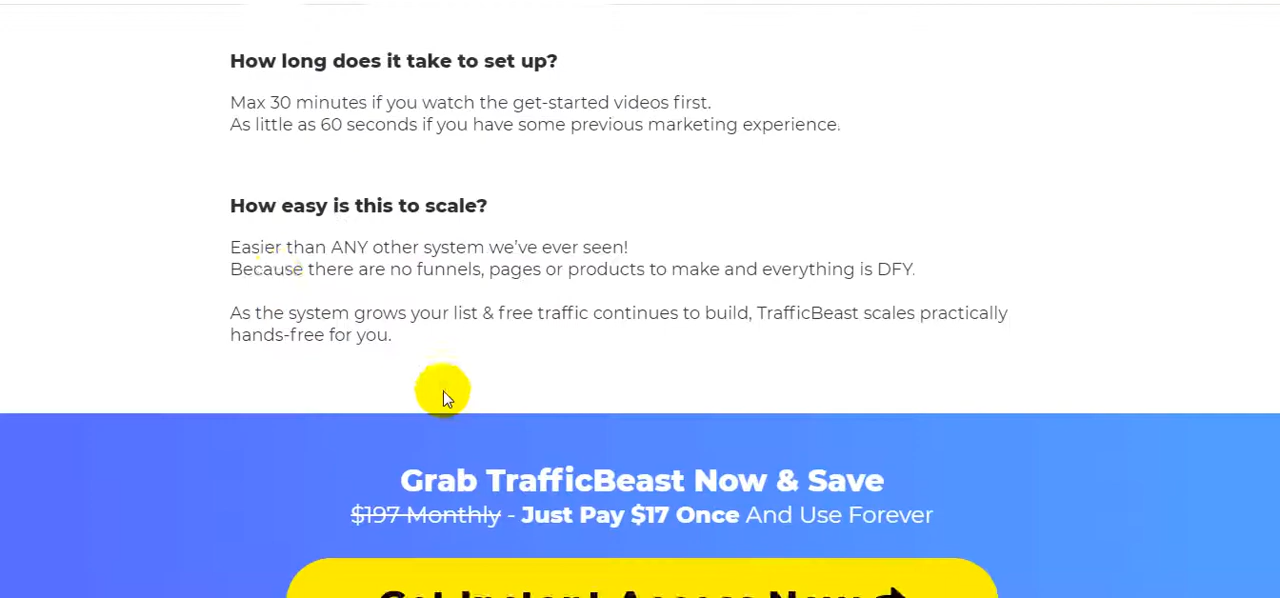 How long does it take to set up?
Max 30 minutes if you watch the get-started videos first.
As little as 60 seconds if you have some previous marketing experience.
How easy is this to scale?
Easier than ANY other system we've ever seen!
Because there are no funnels, pages or products to make and everything is DFY.
As the system grows your list & free traffic continues to build, TrafficBeast scales practically
hands-free for you.
Grab TrafficBeast Now & Save
$197 Monthly - Just Pay $17 Once And Use Forever
Get Instant Access Now